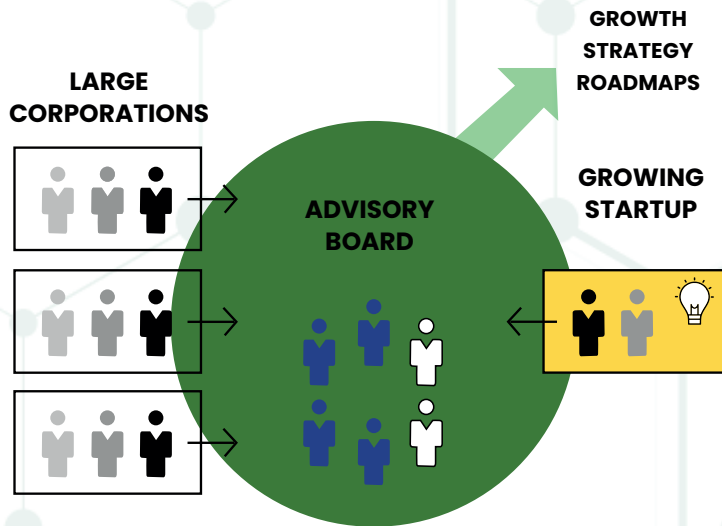 GROWTH
STRATEGY
ROADMAPS
LARGE
CORPORATIONS
GROWING
STARTUP
ADVISORY
BOARD